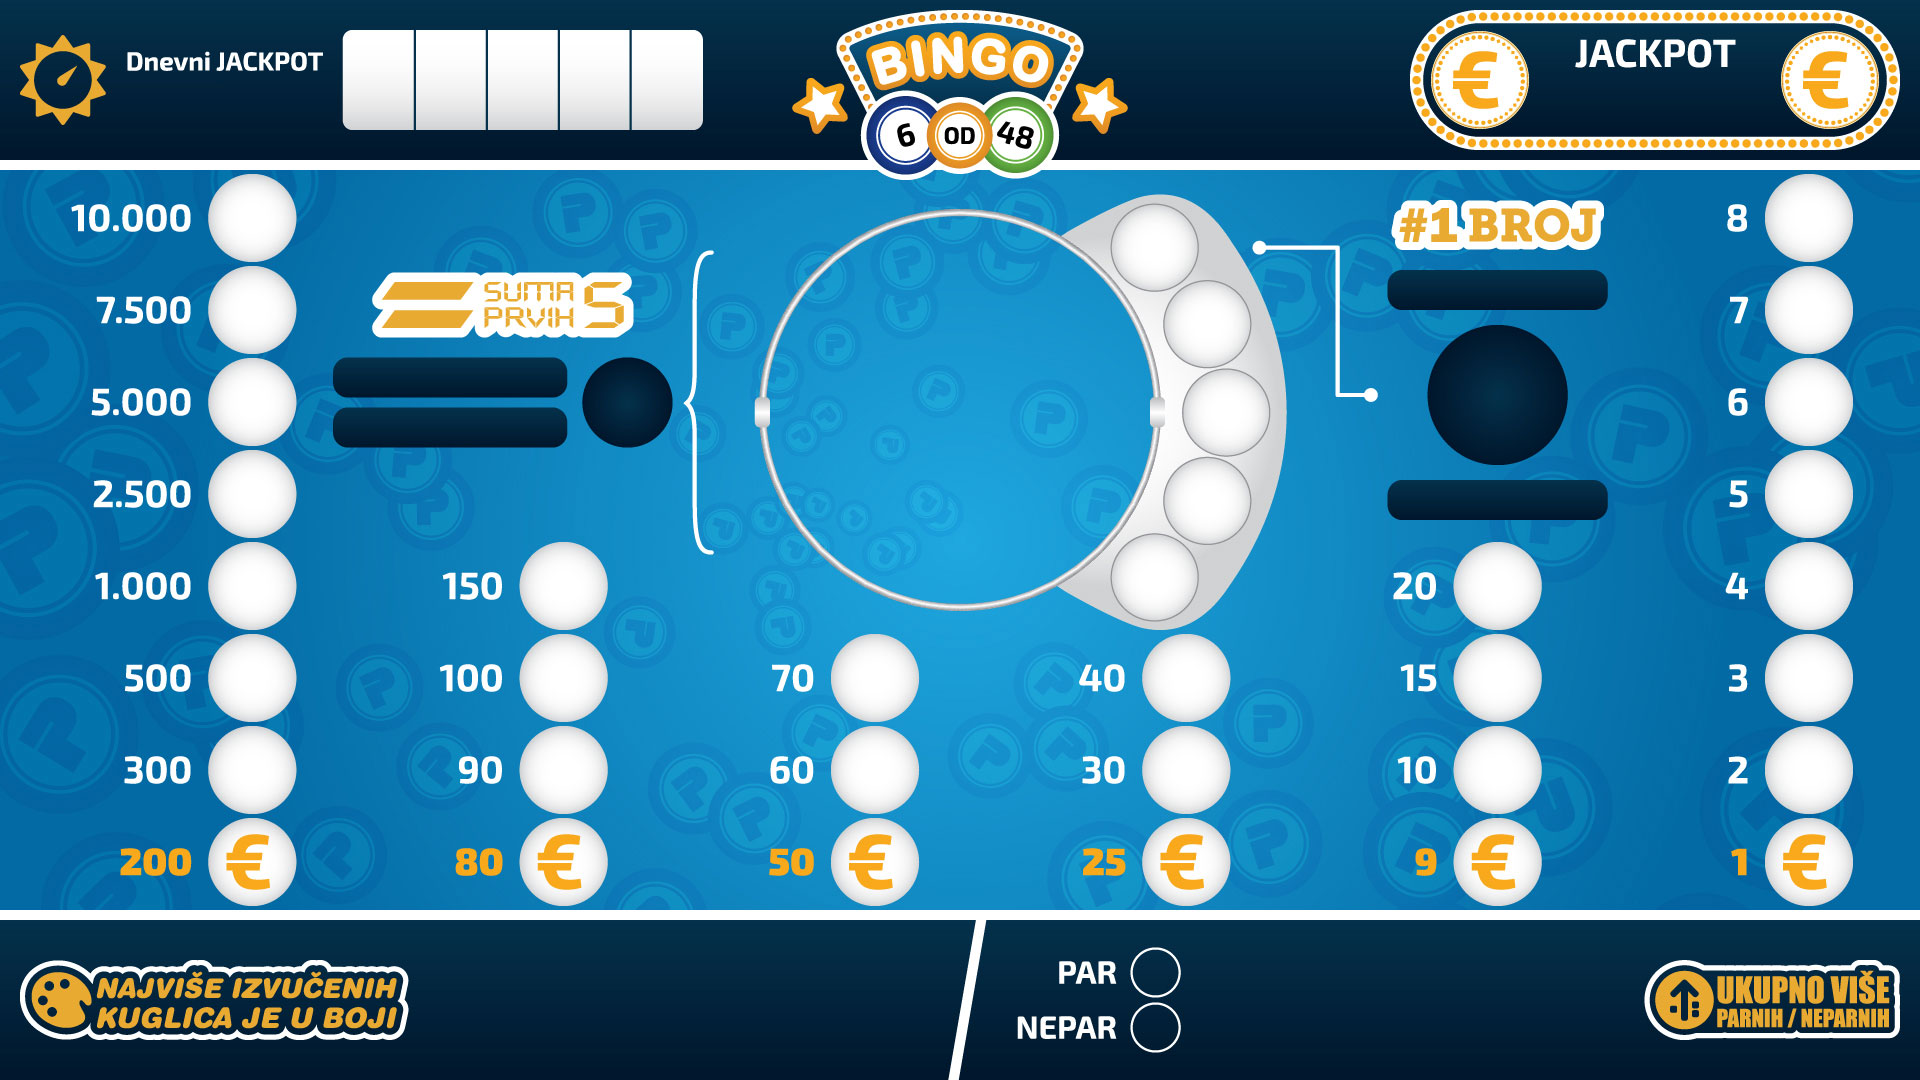 Dnevni JACKPOT
BINGO
6 OD 48
JACKPOT
€ €
10.000
7.500
5.000
2.500
1.000
500
300
200 €
SUMA
PRVIH 5
150
100
90
80 €
70
60
50 €
40
30
25 €
#1 BROJ
20
15
10
9 €
8
7
6
5
4
3
2
1 €
NAJVIŠE IZVUČENIH
KUGLICA JE U BOJI
PAR
NEPAR
UKUPNO VIŠE
PARNIH / NEPARNIH